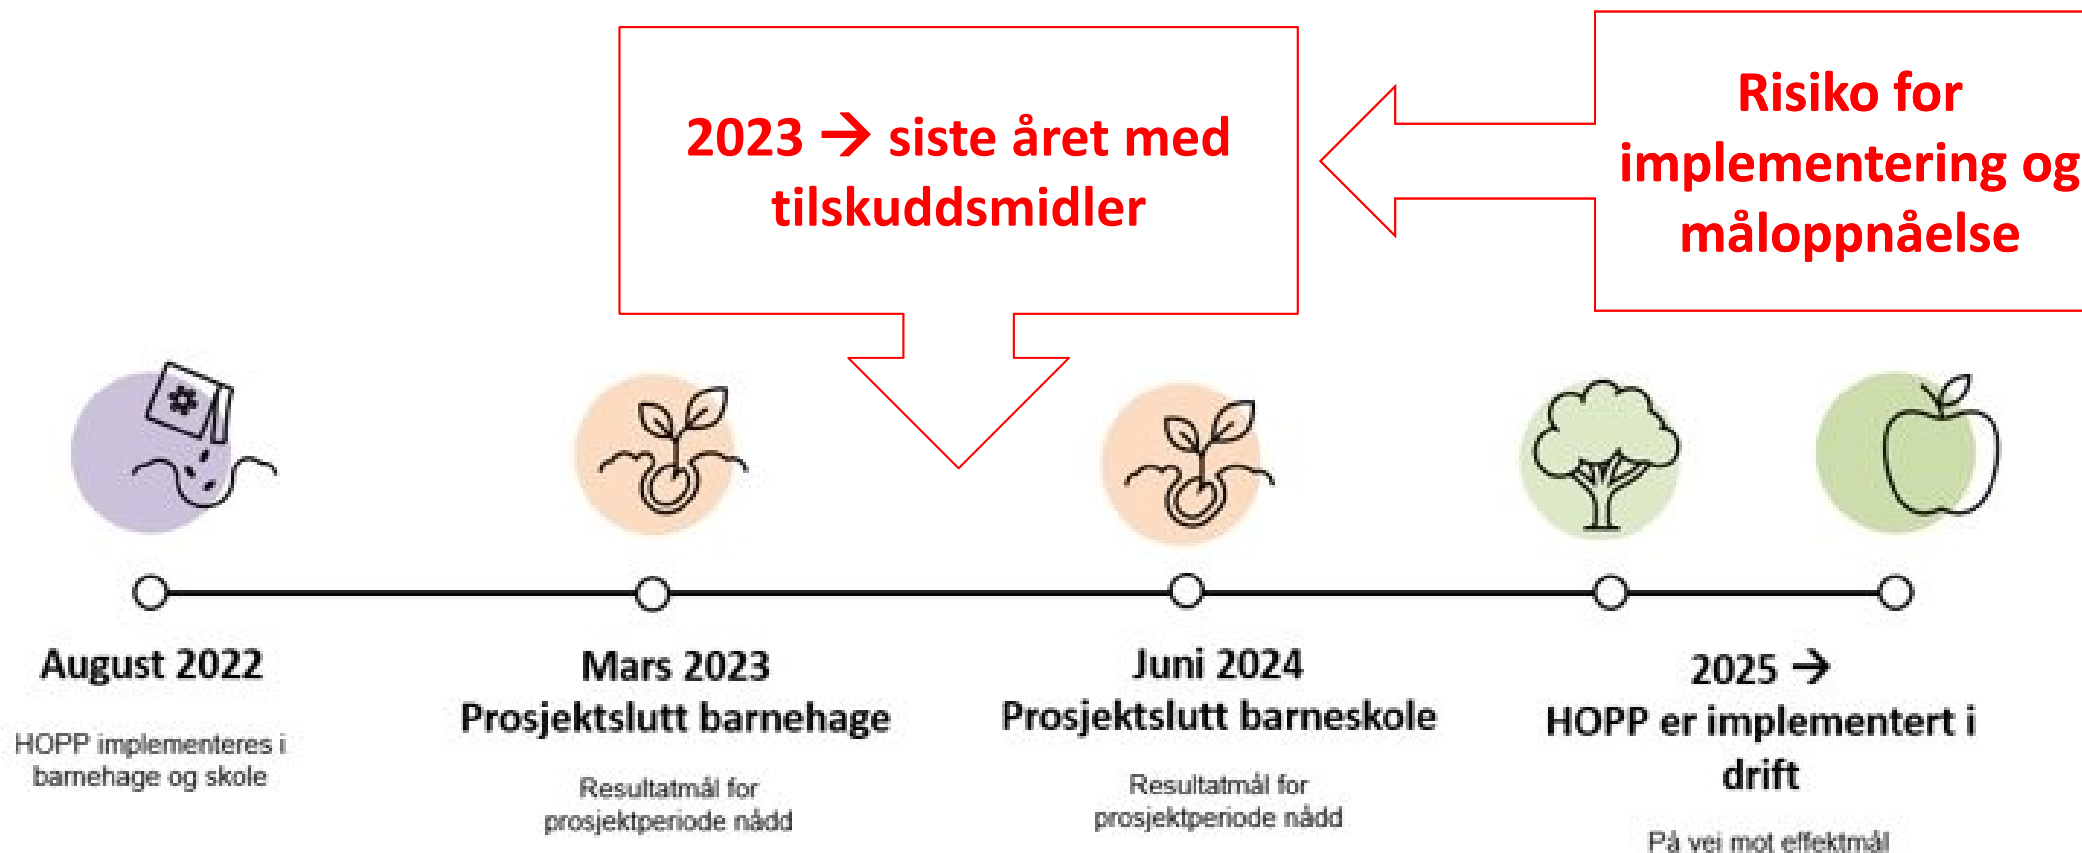 2023 → siste året med
tilskuddsmidler
Risiko for
implementering og
måloppnåelse
August 2022
HOPP implementeres i
barnehage og skole
Mars 2023
Prosjektslutt barnehage
Resultatmål for
prosjektperiode nådd
Juni 2024
Prosjektslutt barneskole
Resultatmål for
prosjektperiode nådd
2025 →
HOPP er implementert i
drift
På vei mot effektmål